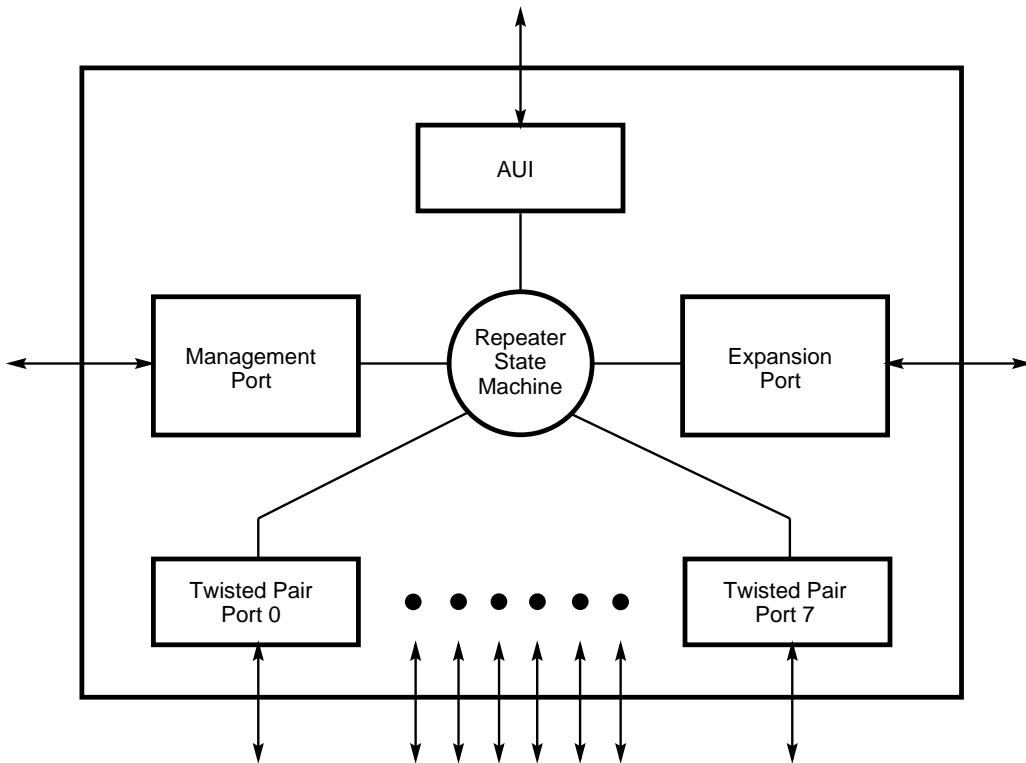 AUI
Management
Port
Repeater
State
Machine
Expansion
Port
Twisted Pair
Port 0
Twisted Pair
Port 7